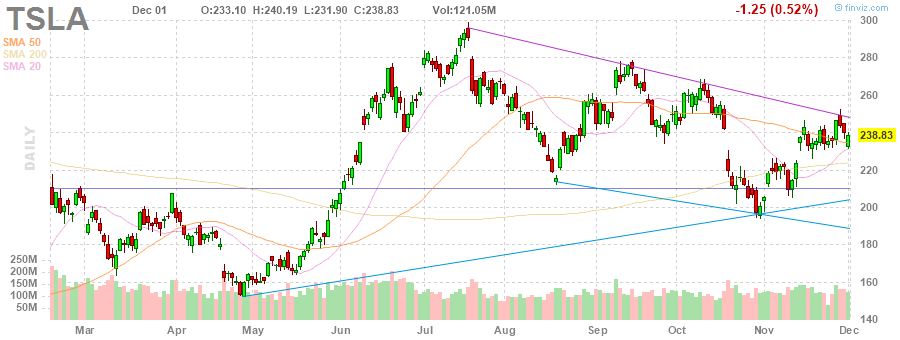 TSLA
Dec 01 O:233.10 H:240.19 L:231.90 C:238.83 Vol:121.05M -1.25 (0.52%)
© finviz.com
SMA 50
SMA 200
SMA 20
DAILY
300
280
260
238.83
220
200
180
160
140
250M
200M
150M
100M
50M
Mar Apr May Jun Jul Aug Sep Oct Nov Dec